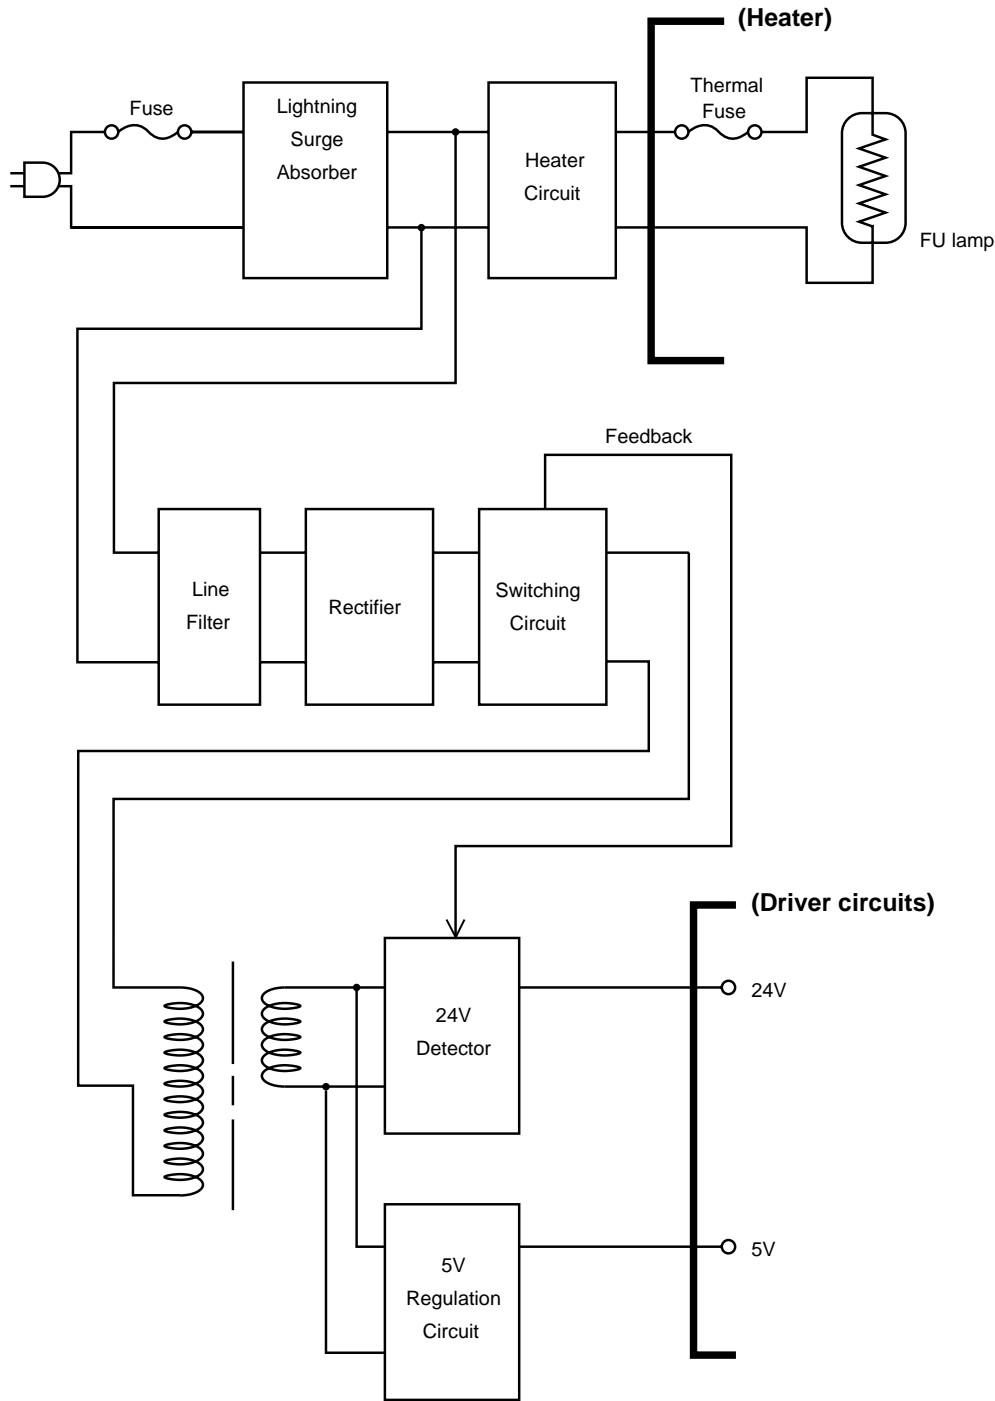 (Heater)
Fuse
Lightning
Surge
Absorber
Heater
Circuit
Thermal
Fuse
FU lamp
Feedback
Line
Filter
Rectifier
Switching
Circuit
(Driver circuits)
24V
Detector
24V
5V
Regulation
Circuit
5V